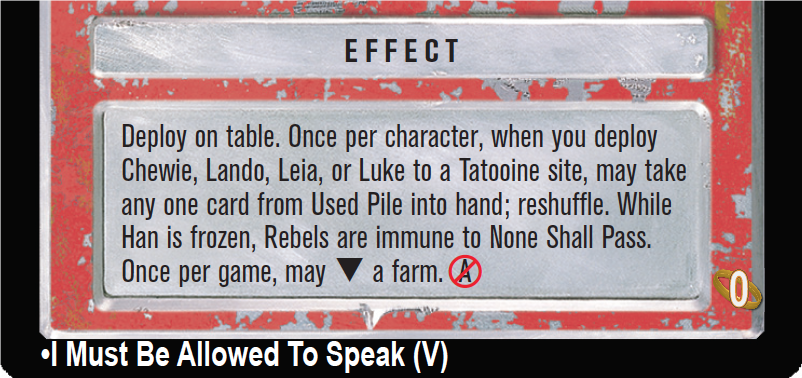 EFFECT
Deploy on table. Once per character, when you deploy
Chewie, Lando, Leia, or Luke to a Tatooine site, may take
any one card from Used Pile into hand; reshuffle. While
Han is frozen, Rebels are immune to None Shall Pass.
Once per game, may ▼ a farm. A
0
•I Must Be Allowed To Speak (V)